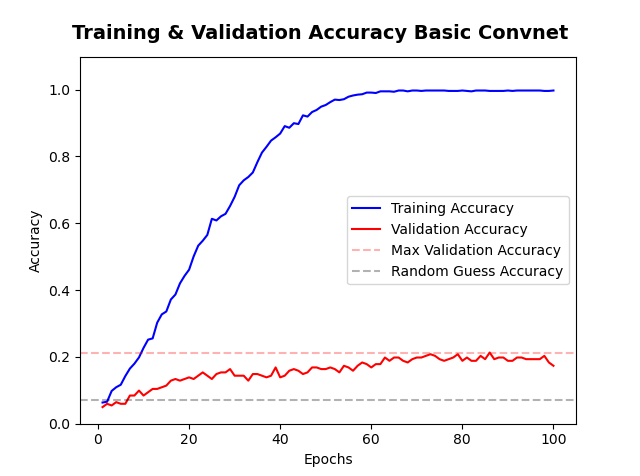 Training & Validation Accuracy Basic Convnet
1.0
0.8
0.6
0.4
0.2
0.0
Accuracy
Training Accuracy
Validation Accuracy
Max Validation Accuracy
Random Guess Accuracy
0 20 40 60 80 100
Epochs